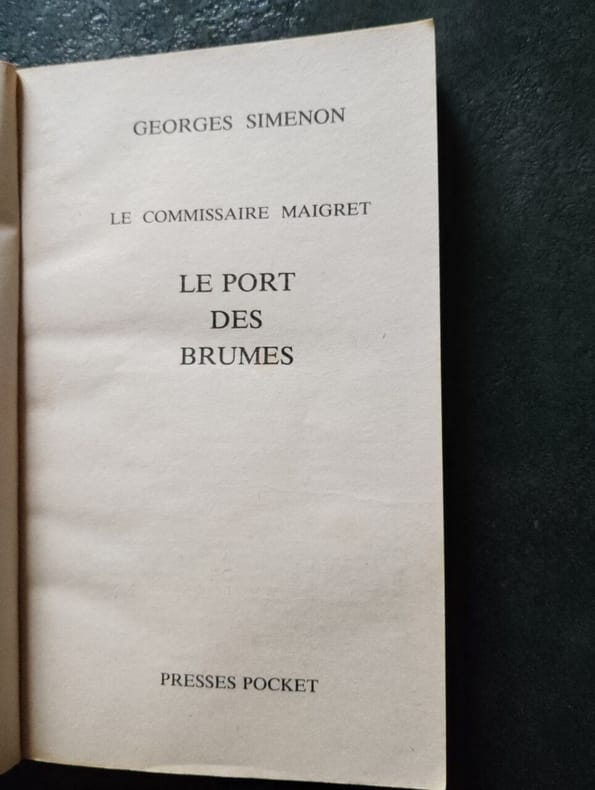 GEORGES SIMENON
LE COMMISSAIRE MAIGRET
LE PORT
DES
BRUMES
PRESSES POCKET